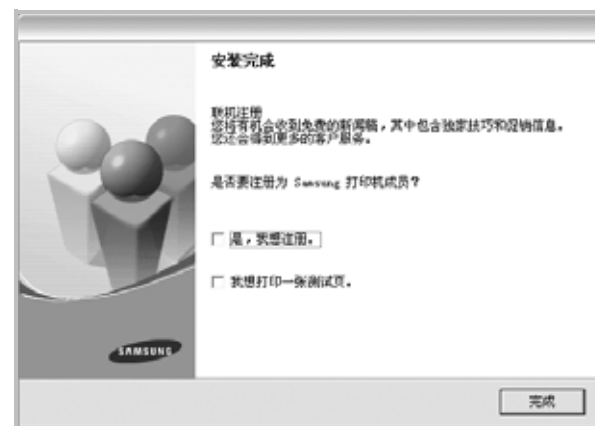 安装完成
联机注册
您将有机会收到免费的新闻稿，其中包含独家技巧和促销信息。
您还会得到更多的客户服务。
是否要注册为 Samsung 打印机成员？
是，我想注册。
我想打印一张测试页。
SAMSUNG
完成